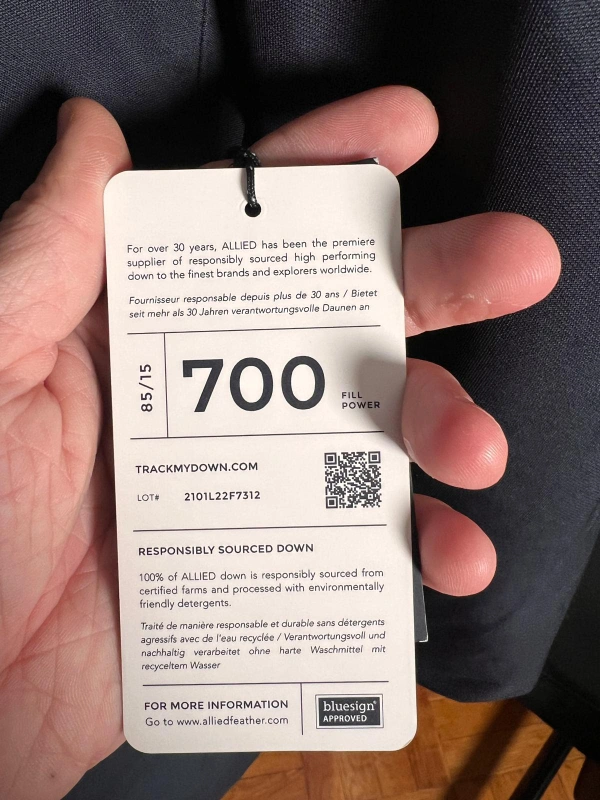 For over 30 years, ALLIED has been the premiere
supplier of responsibly sourced high performing
down to the finest brands and explorers worldwide.
Fournisseur responsable depuis plus de 30 ans / Bietet
seit mehr als 30 Jahren verantwortungsvolle Daunen an
85/15
700
FILL
POWER
TRACKMYDOWN.COM
LOT# 2101L22F7312
RESPONSIBLY SOURCED DOWN
100% of ALLIED down is responsibly sourced from
certified farms and processed with environmentally
friendly detergents.
Traité de manière responsable et durable sans détergents
agressifs avec de l'eau recyclée / Verantwortungsvoll und
nachhaltig verarbeitet ohne harte Waschmittel mit
recyceltem Wasser
FOR MORE INFORMATION
Go to www.alliedfeather.com
bluesign®
APPROVED